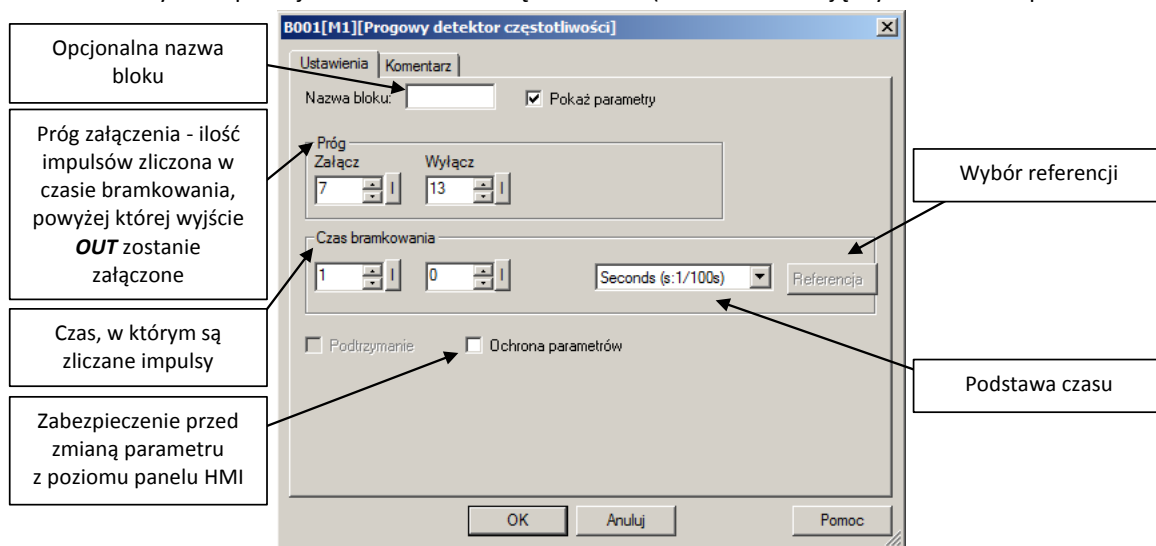 B001[M1][Progowy detektor częstotliwości]
Ustawienia
Komentarz
Nazwa bloku:
Pokaż parametry
Próg
Załącz
Wyłącz
7
13
Czas bramkowania
1
0
Seconds (s:1/100s)
Referencja
Podtrzymanie
Ochrona parametrów
OK
Anuluj
Pomoc
Opcjonalna nazwa
bloku
Próg załączenia - ilość
impulsów zliczona w
czasie bramkowania,
powyżej której wyjście
OUT zostanie
załączone
Czas, w którym są
zliczane impulsy
Zabezpieczenie przed
zmianą parametru
z poziomu panelu HMI
Wybór referencji
Podstawa czasu